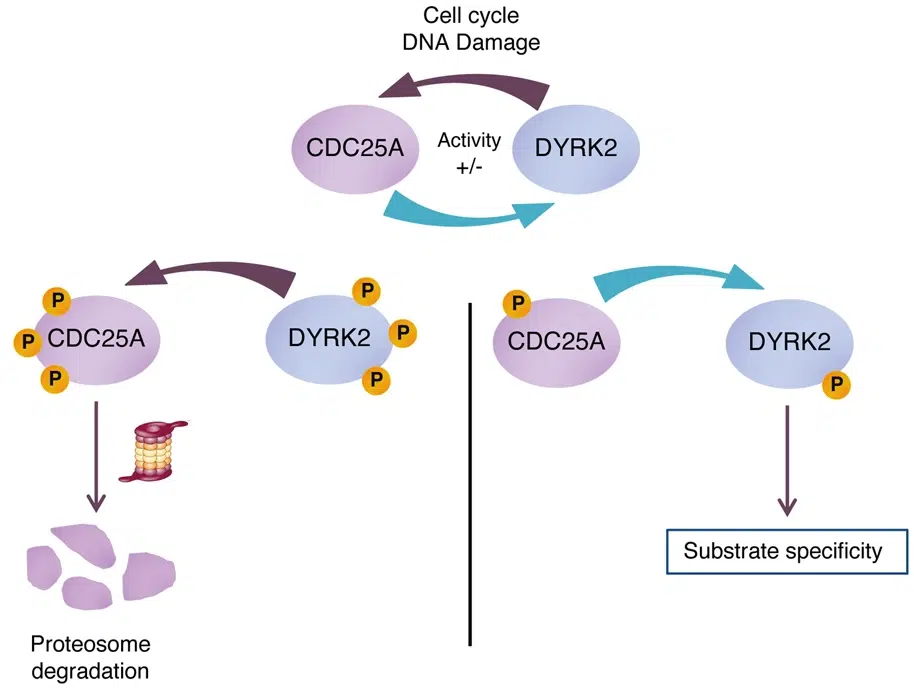 Cell cycle
DNA Damage
CDC25A
Activity
+/-
DYRK2
P
P
P
CDC25A
DYRK2
P
P
P
P
CDC25A
DYRK2
P
Substrate specificity
Proteosome
degradation